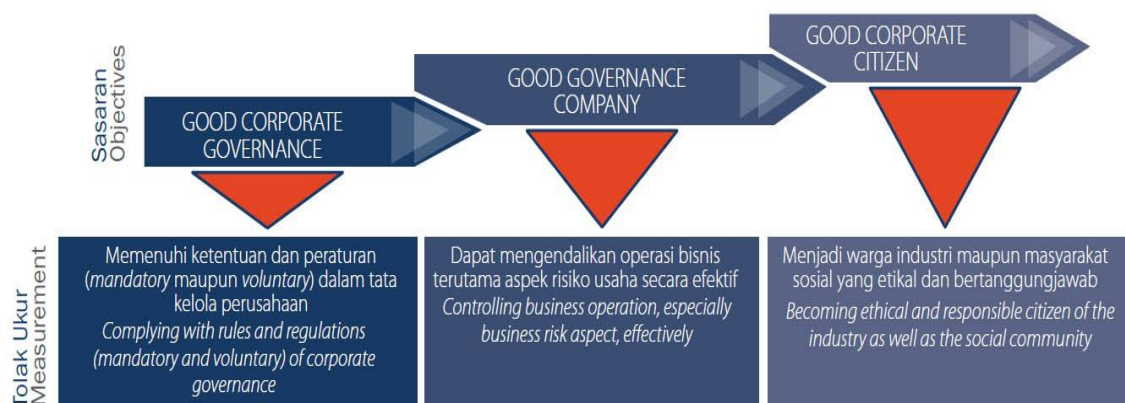 Sasaran
Objectives
GOOD CORPORATE
GOVERNANCE
GOOD GOVERNANCE
COMPANY
GOOD CORPORATE
CITIZEN
Tolak Ukur
Measurement
Memenuhi ketentuan dan peraturan
(mandatory maupun voluntary) dalam tata
kelola perusahaan
Complying with rules and regulations
(mandatory and voluntary) of corporate
governance
Dapat mengendalikan operasi bisnis
terutama aspek risiko usaha secara efektif
Controlling business operation, especially
business risk aspect, effectively
Menjadi warga industri maupun masyarakat
sosial yang etikal dan bertanggungjawab
Becoming ethical and responsible citizen of the
industry as well as the social community